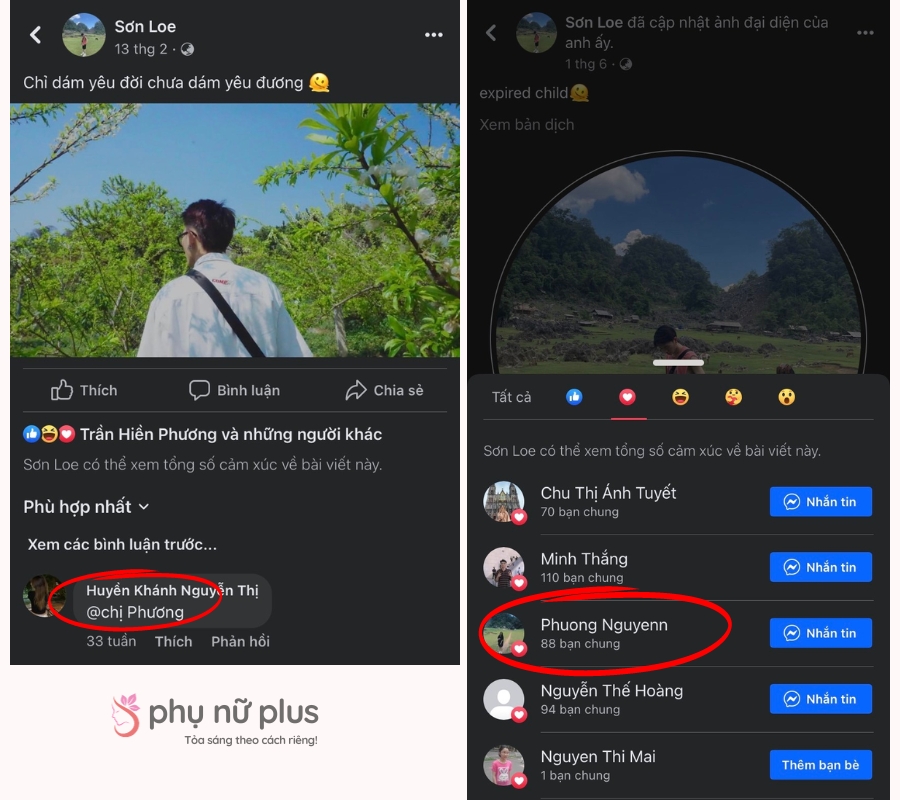 Sơn Loe
13 thg 2 ·
Chỉ dám yêu đời chưa dám yêu đương 🫠
Thích
Bình luận
Chia sẻ
Trần Hiền Phương và những người khác
Sơn Loe có thể xem tổng số cảm xúc về bài viết này.
Phù hợp nhất
Xem các bình luận trước...
Huyền Khánh Nguyễn Thị
@chị Phương
33 tuần Thích Phản hồi
phụ nữ plus
Tỏa sáng theo cách riêng!
Sơn Loe đã cập nhật ảnh đại diện của
anh ấy.
1 thg 6 ·
expired child🫠
Xem bản dịch
Tất cả
Sơn Loe có thể xem tổng số cảm xúc về bài viết này.
Chu Thị Ánh Tuyết
70 bạn chung
Nhắn tin
Minh Thắng
110 bạn chung
Nhắn tin
Phuong Nguyenn
88 bạn chung
Nhắn tin
Nguyễn Thế Hoàng
94 bạn chung
Nhắn tin
Nguyen Thi Mai
1 bạn chung
Thêm bạn bè